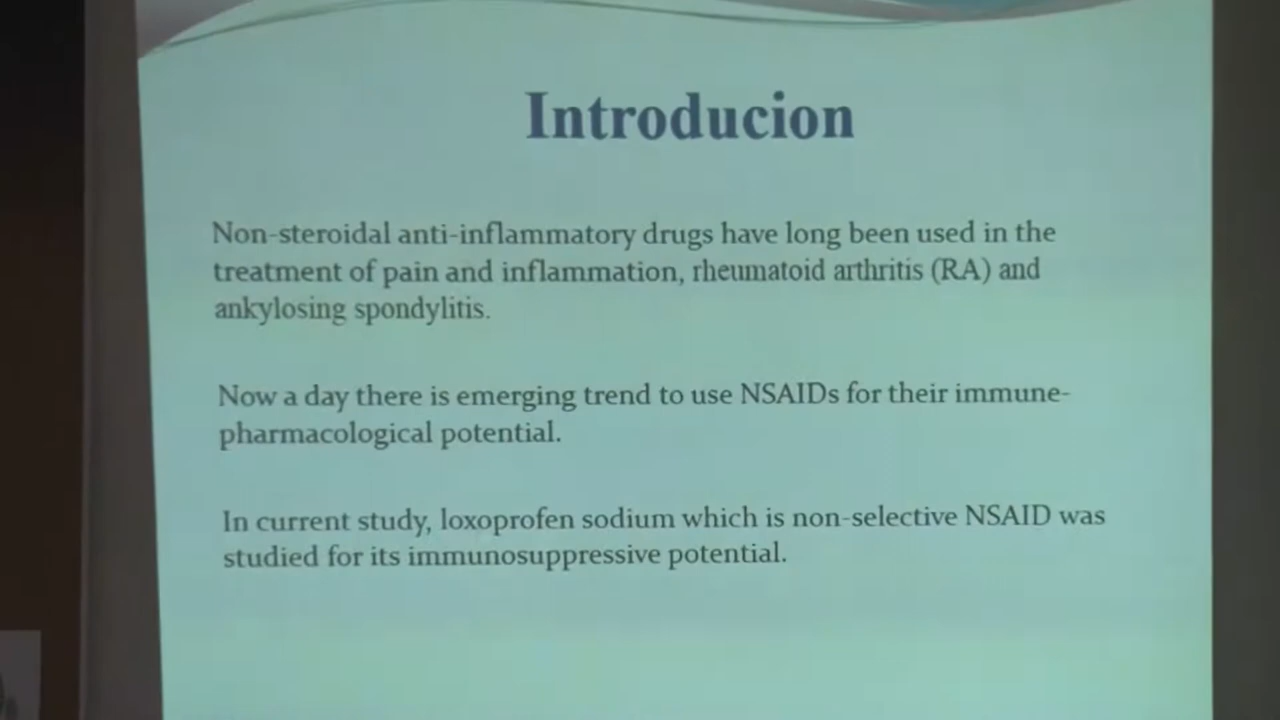 Introducion
Non-steroidal anti-inflammatory drugs have long been used in the
treatment of pain and inflammation, rheumatoid arthritis (RA) and
ankylosing spondylitis.
Now a day there is emerging trend to use NSAIDs for their immune-
pharmacological potential.
In current study, loxoprofen sodium which is non-selective NSAID was
studied for its immunosuppressive potential.